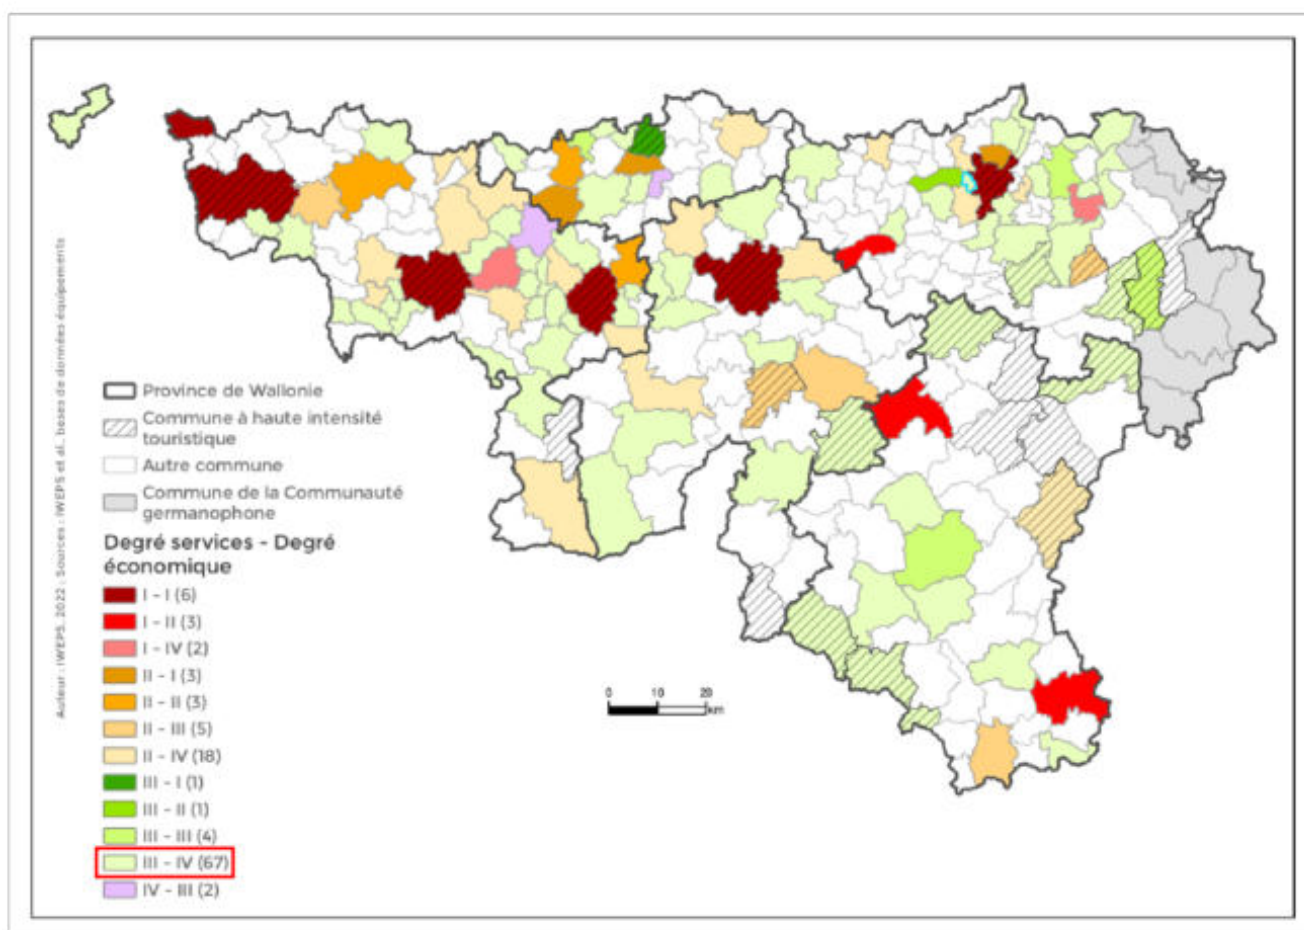 Auteur : IWEPS, 2022 ; Sources : IWEPS et al., bases de données équipements
Province de Wallonie
Commune à haute intensité
touristique
Autre commune
Commune de la Communauté
germanophone
Degré services - Degré
économique
I - I (6)
I - II (3)
I - IV (2)
II - I (3)
II - II (3)
II - III (5)
II - IV (18)
III - I (1)
III - II (1)
III - III (4)
III - IV (67)
IV - III (2)
0 10 20
km